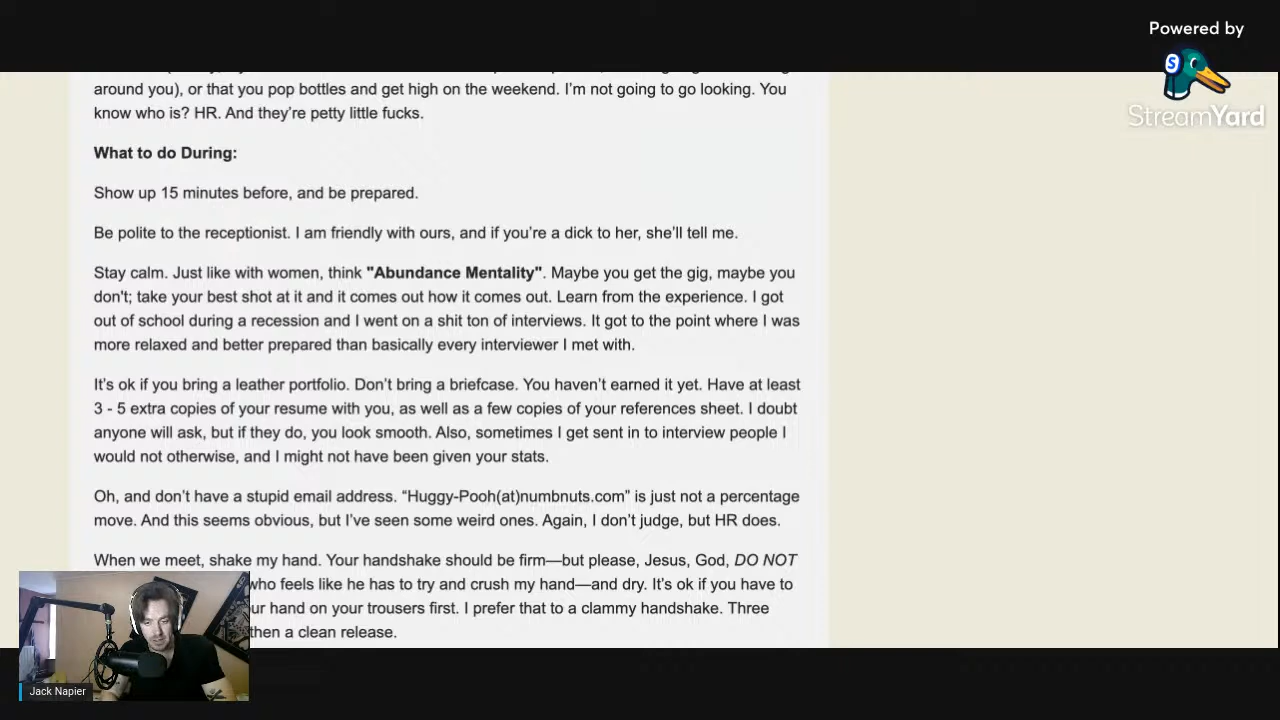 Powered by
StreamYard
around you), or that you pop bottles and get high on the weekend. I’m not going to go looking. You
know who is? HR. And they’re petty little fucks.
What to do During:
Show up 15 minutes before, and be prepared.
Be polite to the receptionist. I am friendly with ours, and if you’re a dick to her, she’ll tell me.
Stay calm. Just like with women, think "Abundance Mentality". Maybe you get the gig, maybe you
don't; take your best shot at it and it comes out how it comes out. Learn from the experience. I got
out of school during a recession and I went on a shit ton of interviews. It got to the point where I was
more relaxed and better prepared than basically every interviewer I met with.
It’s ok if you bring a leather portfolio. Don’t bring a briefcase. You haven’t earned it yet. Have at least
3 - 5 extra copies of your resume with you, as well as a few copies of your references sheet. I doubt
anyone will ask, but if they do, you look smooth. Also, sometimes I get sent in to interview people I
would not otherwise, and I might not have been given your stats.
Oh, and don’t have a stupid email address. “Huggy-Pooh(at)numbnuts.com” is just not a percentage
move. And this seems obvious, but I’ve seen some weird ones. Again, I don’t judge, but HR does.
When we meet, shake my hand. Your handshake should be firm—but please, Jesus, God, DO NOT
who feels like he has to try and crush my hand—and dry. It’s ok if you have to
ur hand on your trousers first. I prefer that to a clammy handshake. Three
then a clean release.
Jack Napier